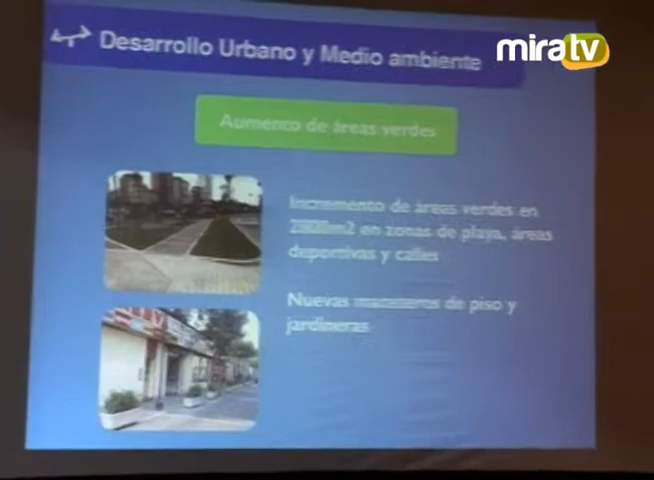 Desarrollo Urbano y Medio ambiente
miratv
Aumento de áreas verdes
Incremento de áreas verdes en
en zonas de playa, áreas
deportivas y calles
Nuevas maceteros de piso y
jardineras